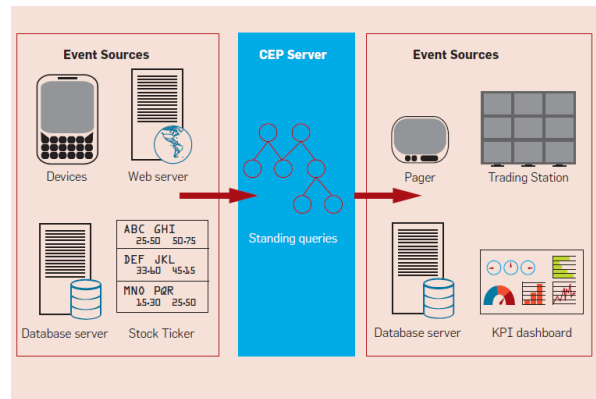 Event Sources
Devices
Web server
Database server
ABC GHI
25-50 50-75
DEF JKL
33-40 45-15
MNO PQR
15-30 25-50
Stock Ticker
CEP Server
Standing queries
Event Sources
Pager
Trading Station
Database server
KPI dashboard